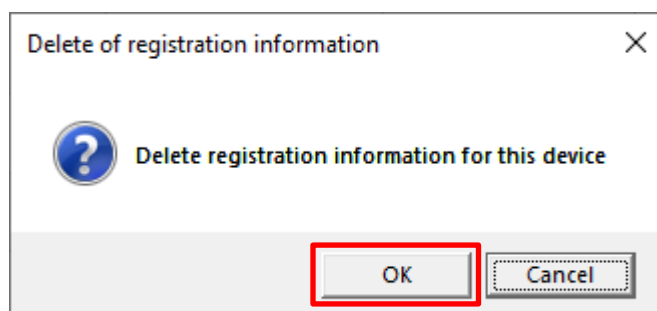 Delete of registration information
Delete registration information for this device
OK
Cancel